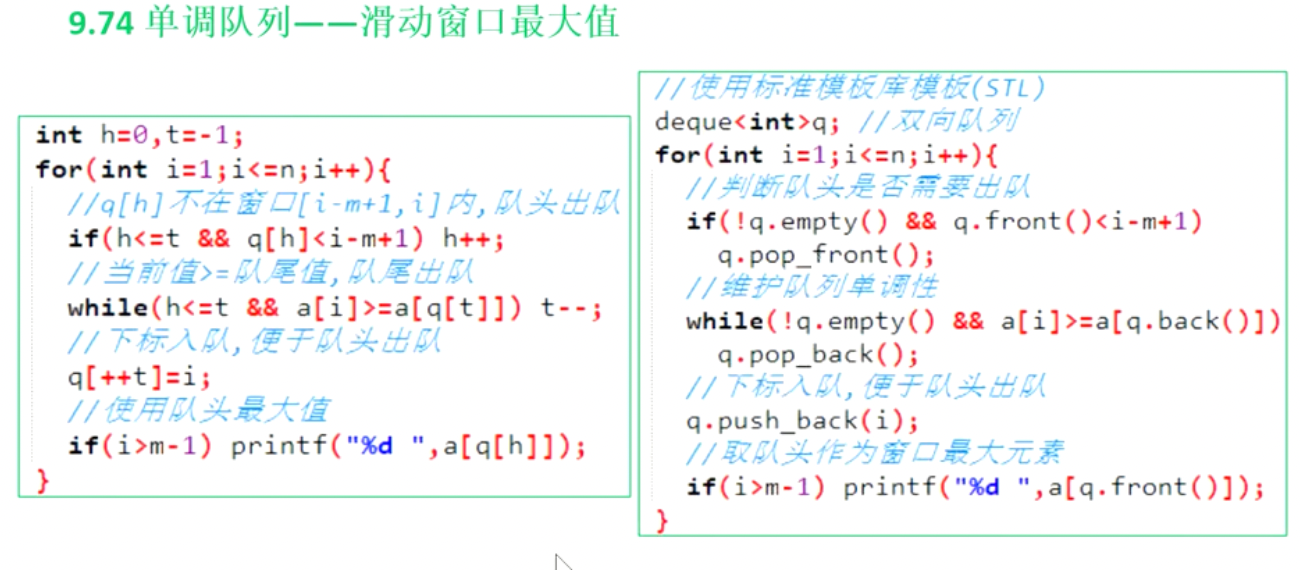 9.74 单调队列——滑动窗口最大值
int h=0,t=-1;
for(int i=1;i<=n;i++){
//q[h]不在窗口[i-m+1,i]内,队头出队
if(h<=t && q[h]<i-m+1) h++;
//当前值>=队尾值,队尾出队
while(h<=t && a[i]>=a[q[t]]) t--;
//下标入队,便于队头出队
q[++t]=i;
//使用队头最大值
if(i>m-1) printf("%d ",a[q[h]]);
}
//使用标准模板库模板(STL)
deque<int>q; //双向队列
for(int i=1;i<=n;i++){
//判断队头是否需要出队
if(!q.empty() && q.front()<i-m+1)
q.pop_front();
//维护队列单调性
while(!q.empty() && a[i]>=a[q.back()])
q.pop_back();
//下标入队,便于队头出队
q.push_back(i);
//取队头作为窗口最大元素
if(i>m-1) printf("%d ",a[q.front()]);
}